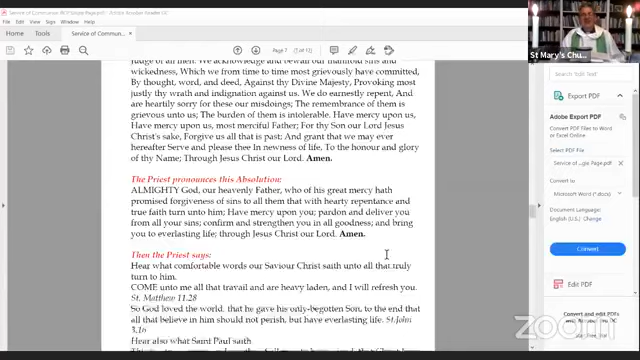 Service of Communion BCP Group Page.pdf - Adobe Acrobat Reader DC
File Edit View Sign Window Help
Home Tools Service of Communio...
Page 7 (7 of 12)
judge of all men: We acknowledge and bewail our manifold sins and
wickedness, Which we from time to time most grievously have committed,
By thought, word, and deed, Against thy Divine Majesty, Provoking most
justly thy wrath and indignation against us. We do earnestly repent, And
are heartily sorry for these our misdoings; The remembrance of them is
grievous unto us; The burden of them is intolerable. Have mercy upon us,
Have mercy upon us, most merciful Father; For thy Son our Lord Jesus
Christ's sake, Forgive us all that is past; And grant that we may ever
hereafter Serve and please thee In newness of life, To the honour and glory
of thy Name; Through Jesus Christ our Lord. Amen.
The Priest pronounces this Absolution:
ALMIGHTY God, our heavenly Father, who of his great mercy hath
promised forgiveness of sins to all them that with hearty repentance and
true faith turn unto him; Have mercy upon you; pardon and deliver you
from all your sins; confirm and strengthen you in all goodness; and bring
you to everlasting life; through Jesus Christ our Lord. Amen.
Then the Priest says:
Hear what comfortable words our Saviour Christ saith unto all that truly
turn to him.
COME unto me all that travail and are heavy laden, and I will refresh you.
St. Matthew 11.28
So God loved the world, that he gave his only-begotten Son, to the end that
all that believe in him should not perish, but have everlasting life. St John
3.16
Hear also what Saint Paul saith.
St Mary's Chu...
Search 'Edit Text'
Export PDF
Adobe Export PDF
Convert PDF Files to Word
or Excel Online
Select PDF File
Service of ...gie Page.pdf
Convert to
Microsoft Word (*.docx)
Document Language:
English (U.S.) Change
Convert
Edit PDF
zoom